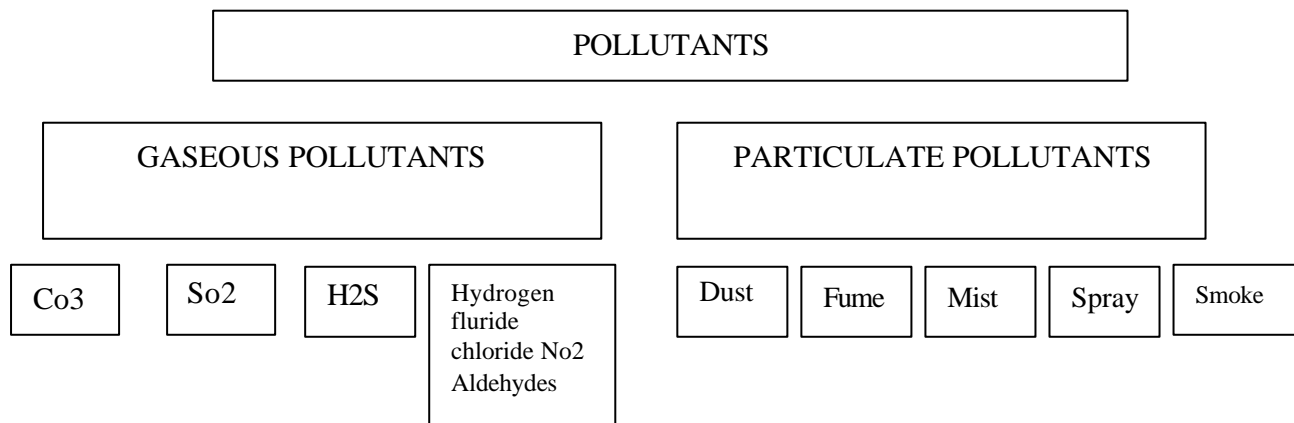 POLLUTANTS
GASEOUS POLLUTANTS
PARTICULATE POLLUTANTS
Co3
So2
H2S
Hydrogen
fluride
chloride No2
Aldehydes
Dust
Fume
Mist
Spray
Smoke